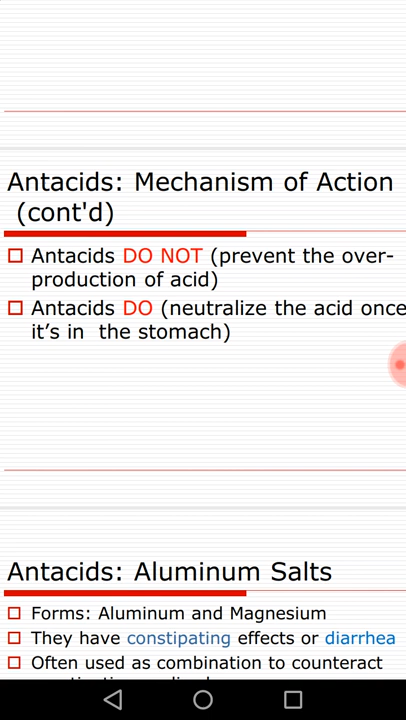 Antacids: Mechanism of Action
(cont'd)
Antacids DO NOT (prevent the over-
production of acid)
Antacids DO (neutralize the acid once
it's in the stomach)
Antacids: Aluminum Salts
Forms: Aluminum and Magnesium
They have constipating effects or diarrhea
Often used as combination to counteract